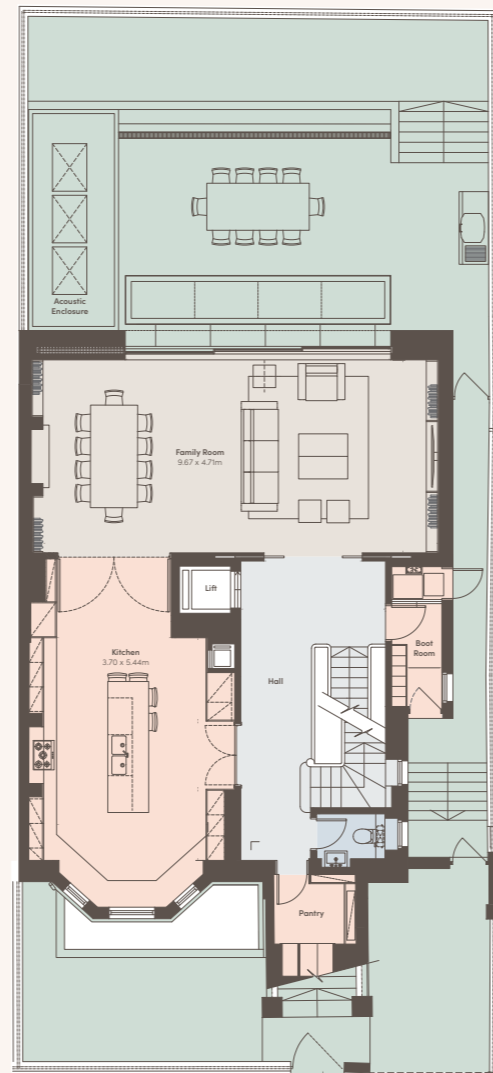 Acoustic
Enclosure
Family Room
9.67 x 4.71m
Lift
Kitchen
3.70 x 5.44m
Boot
Room
Hall
Pantry